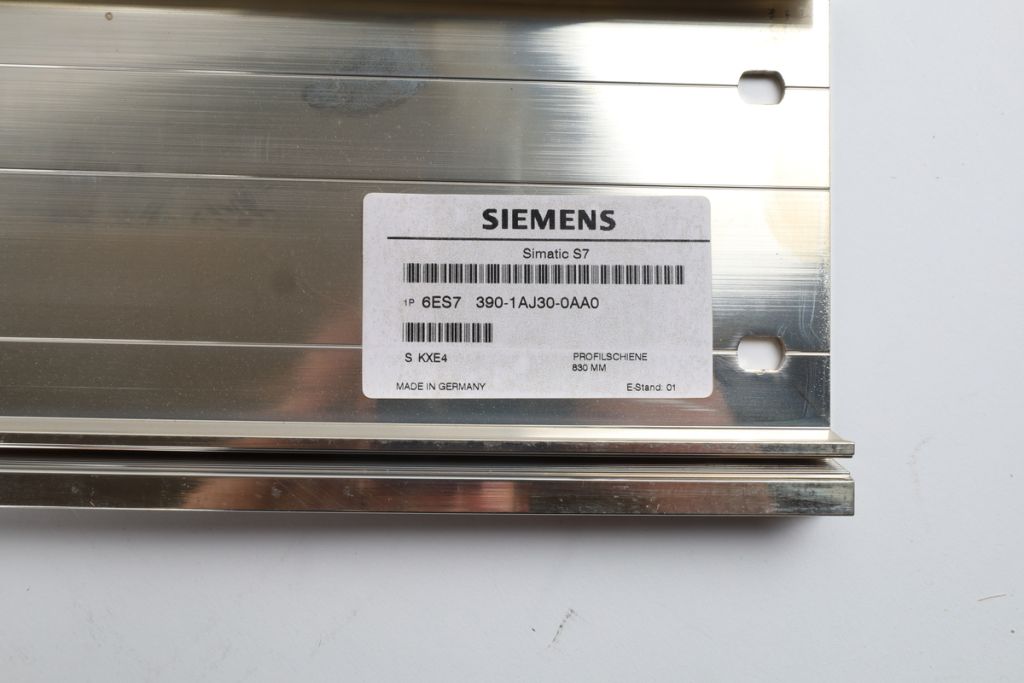 SIEMENS
Simatic S7
1P 6ES7 390-1AJ30-0AA0
S KXE4
PROFILSCHIENE
830 MM
MADE IN GERMANY
E-Stand: 01